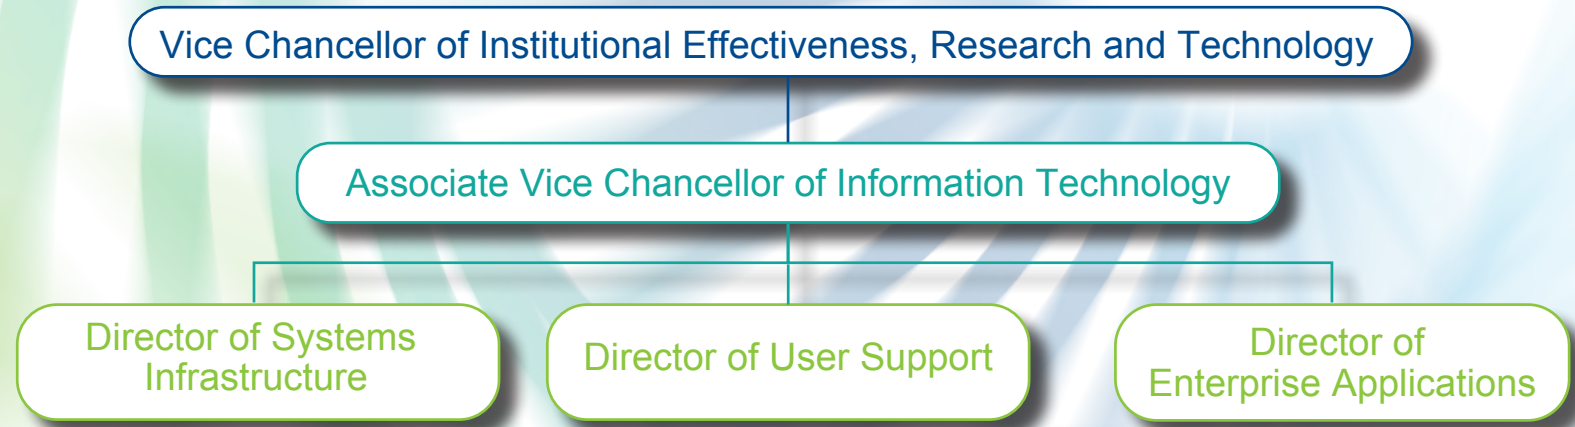 Vice Chancellor of Institutional Effectiveness, Research and Technology
Associate Vice Chancellor of Information Technology
Director of Systems
Infrastructure
Director of User Support
Director of
Enterprise Applications